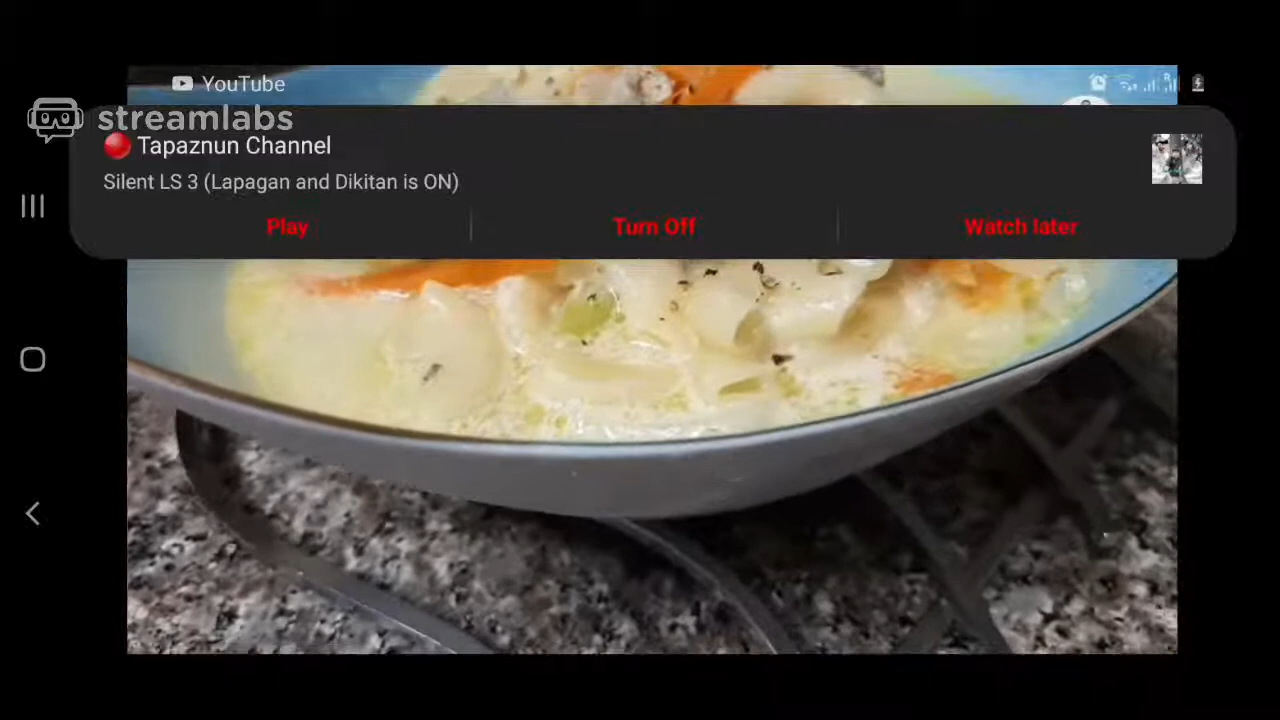 YouTube
streamlabs
Tapaznun Channel
Silent LS 3 (Lapagan and Dikitan is ON)
Play Turn Off Watch later